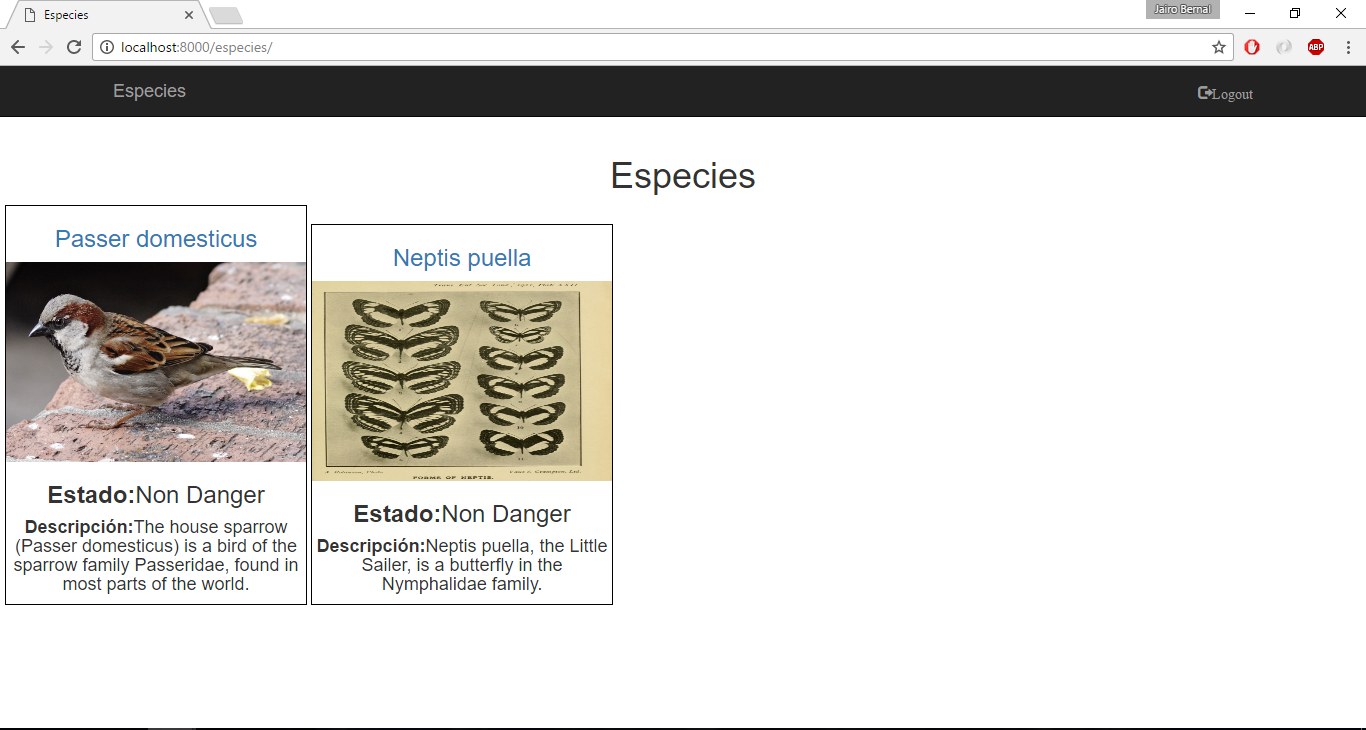 Especies
Jairo Bernal
localhost:8000/especies/
ABP
Especies
Logout
Especies
Passer domesticus
Estado:Non Danger
Descripción:The house sparrow
(Passer domesticus) is a bird of the
sparrow family Passeridae, found in
most parts of the world.
Neptis puella
FORMS OF NEPTIS.
Estado:Non Danger
Descripción:Neptis puella, the Little
Sailer, is a butterfly in the
Nymphalidae family.